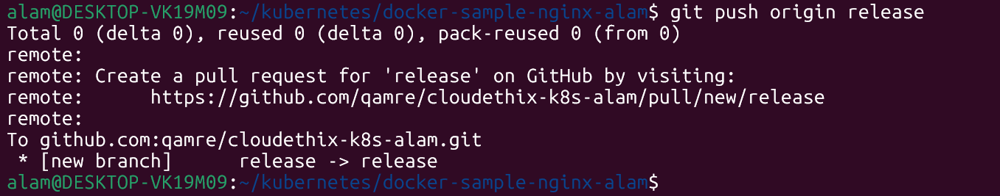 alam@DESKTOP-VK19M09:~/kubernetes/docker-sample-nginx-alam$ git push origin release
Total 0 (delta 0), reused 0 (delta 0), pack-reused 0 (from 0)
remote:
remote: Create a pull request for 'release' on GitHub by visiting:
remote:      https://github.com/qamre/cloudethix-k8s-alam/pull/new/release
remote:
To github.com:qamre/cloudethix-k8s-alam.git
 * [new branch]      release -> release
alam@DESKTOP-VK19M09:~/kubernetes/docker-sample-nginx-alam$